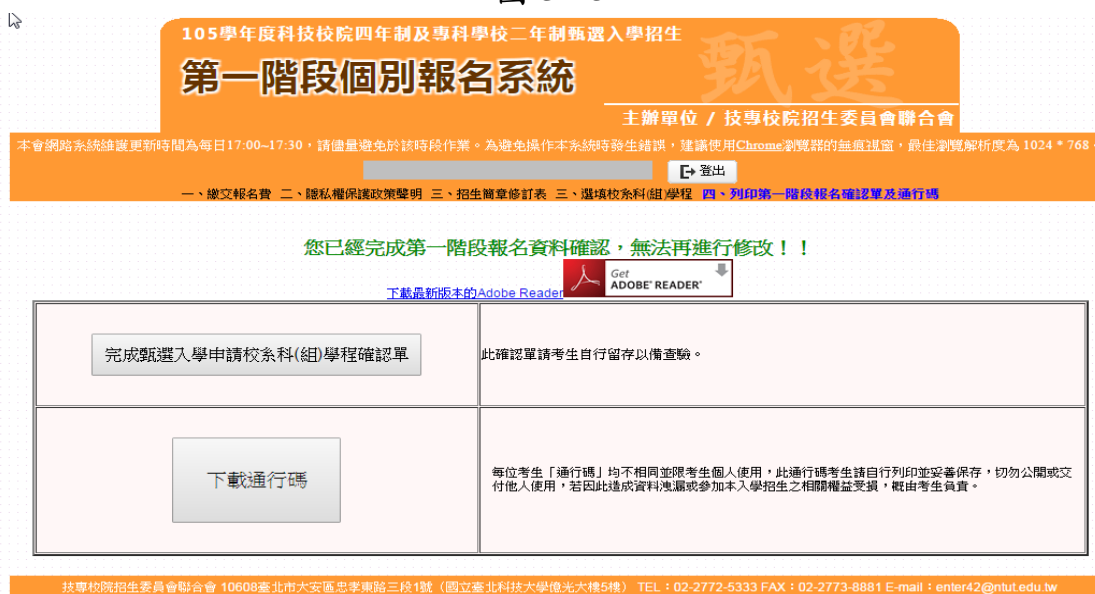 105學年度科技校院四年制及專科學校二年制甄選入學招生
甄選
第一階段個別報名系統
主辦單位 / 技專校院招生委員會聯合會
本會網路系統維護更新時間為每日17:00~17:30，請儘量避免於該時段作業。為避免操作本系統時發生錯誤，建議使用Chrome瀏覽器的無痕視窗，最佳瀏覽解析度為 1024 * 768。
登出
一、繳交報名費 二、隱私權保護政策聲明 三、招生簡章修訂表 三、選填校系科(組)學程 四、列印第一階段報名確認單及通行碼
您已經完成第一階段報名資料確認，無法再進行修改！！
下載最新版本的Adobe Reader
Get
ADOBE® READER®
完成甄選入學申請校系科(組)學程確認單
此確認單請考生自行留存以備查驗。
下載通行碼
每位考生「通行碼」均不相同並限考生個人使用，此通行碼考生請自行列印並妥善保存，切勿公開或交
付他人使用，若因此造成資料洩漏或參加本入學招生之相關權益受損，概由考生負責。
技專校院招生委員會聯合會 10608臺北市大安區忠孝東路三段1號（國立臺北科技大學億光大樓5樓） TEL：02-2772-5333 FAX：02-2773-8881 E-mail：enter42@ntut.edu.tw